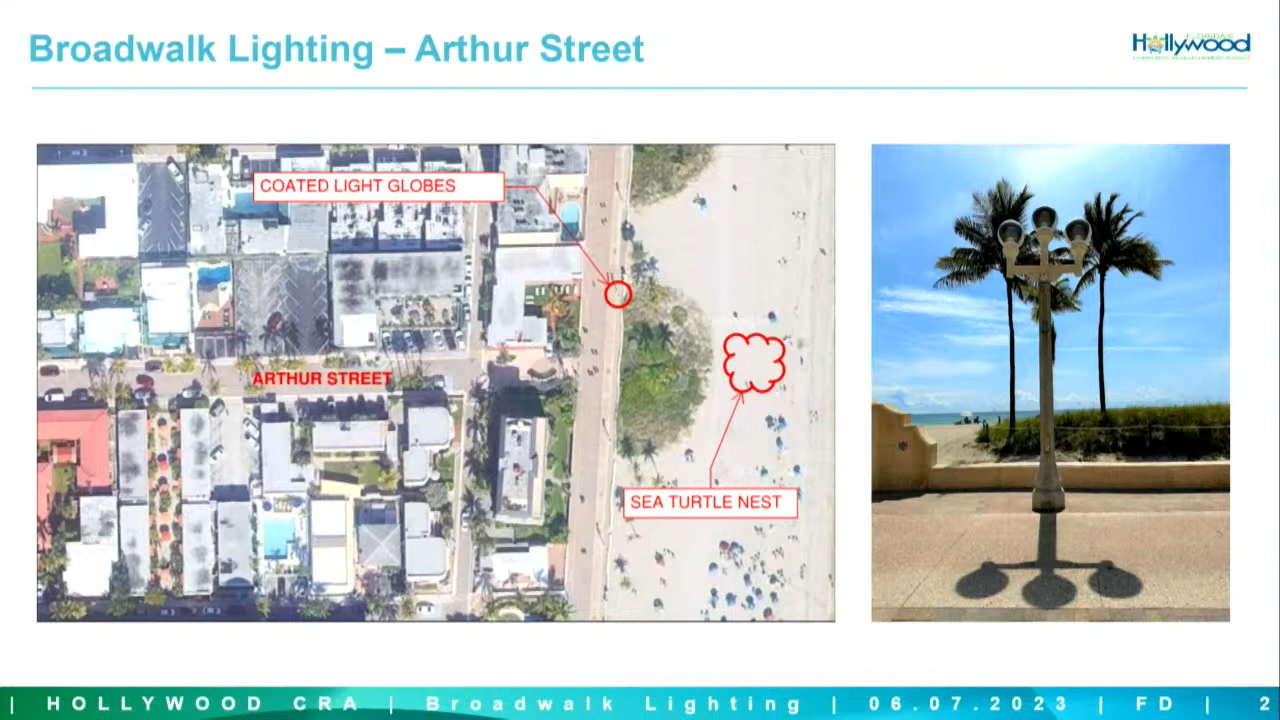 Broadwalk Lighting – Arthur Street
FLORIDA'S
Hollywood
COATED LIGHT GLOBES
ARTHUR STREET
SEA TURTLE NEST
| HOLLYWOOD CRA | Broadwalk Lighting | 06.07.2023 | FD | 2